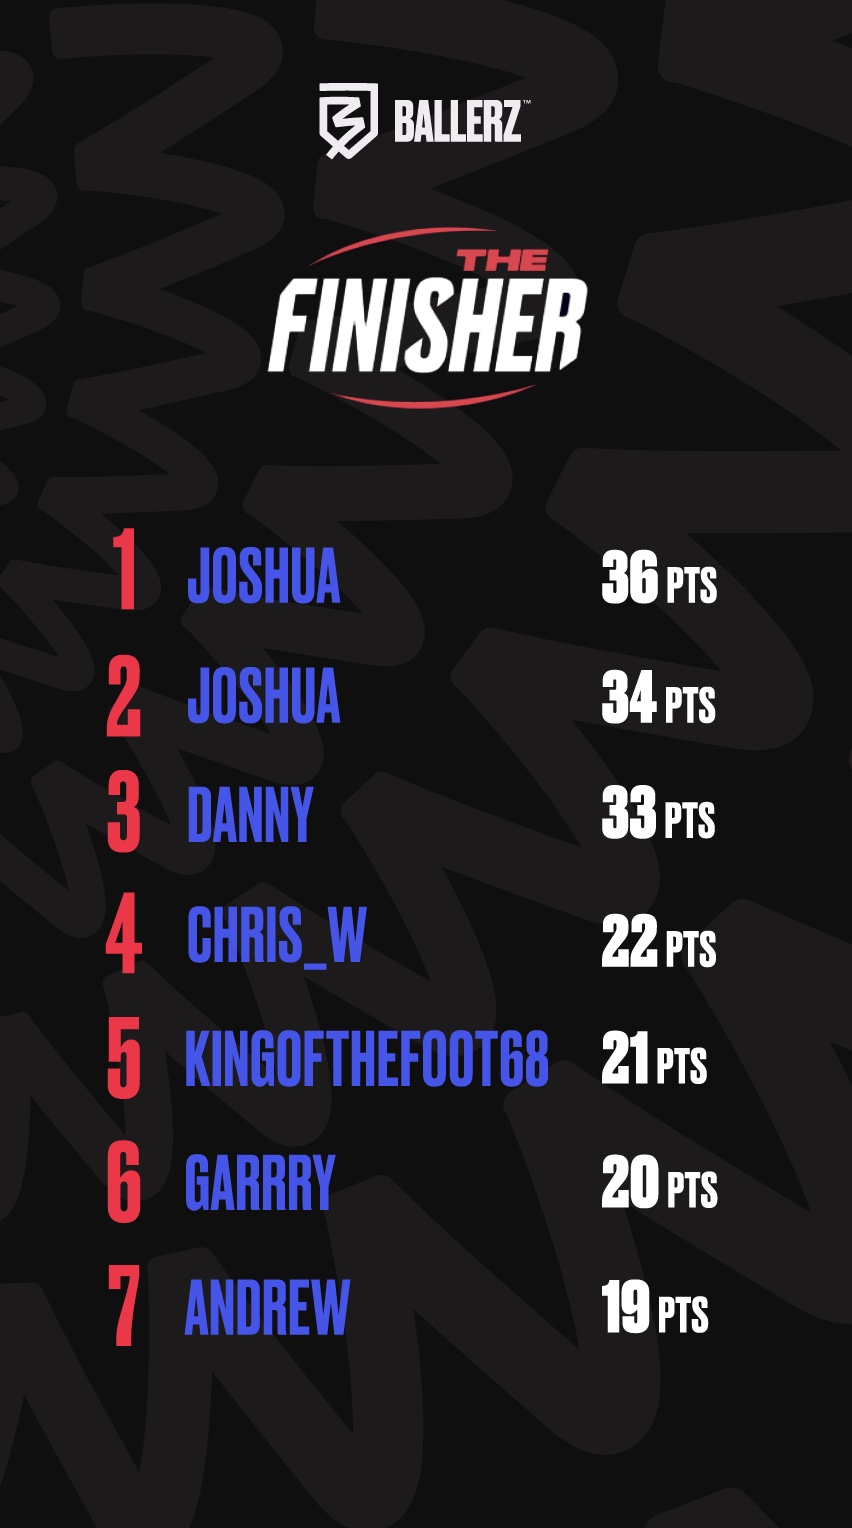 BALLERZ™
THE
FINISHER
1 JOSHUA 36 PTS
2 JOSHUA 34 PTS
3 DANNY 33 PTS
4 CHRIS_W 22 PTS
5 KINGOFTHEFOOT68 21 PTS
6 GARRRY 20 PTS
7 ANDREW 19 PTS